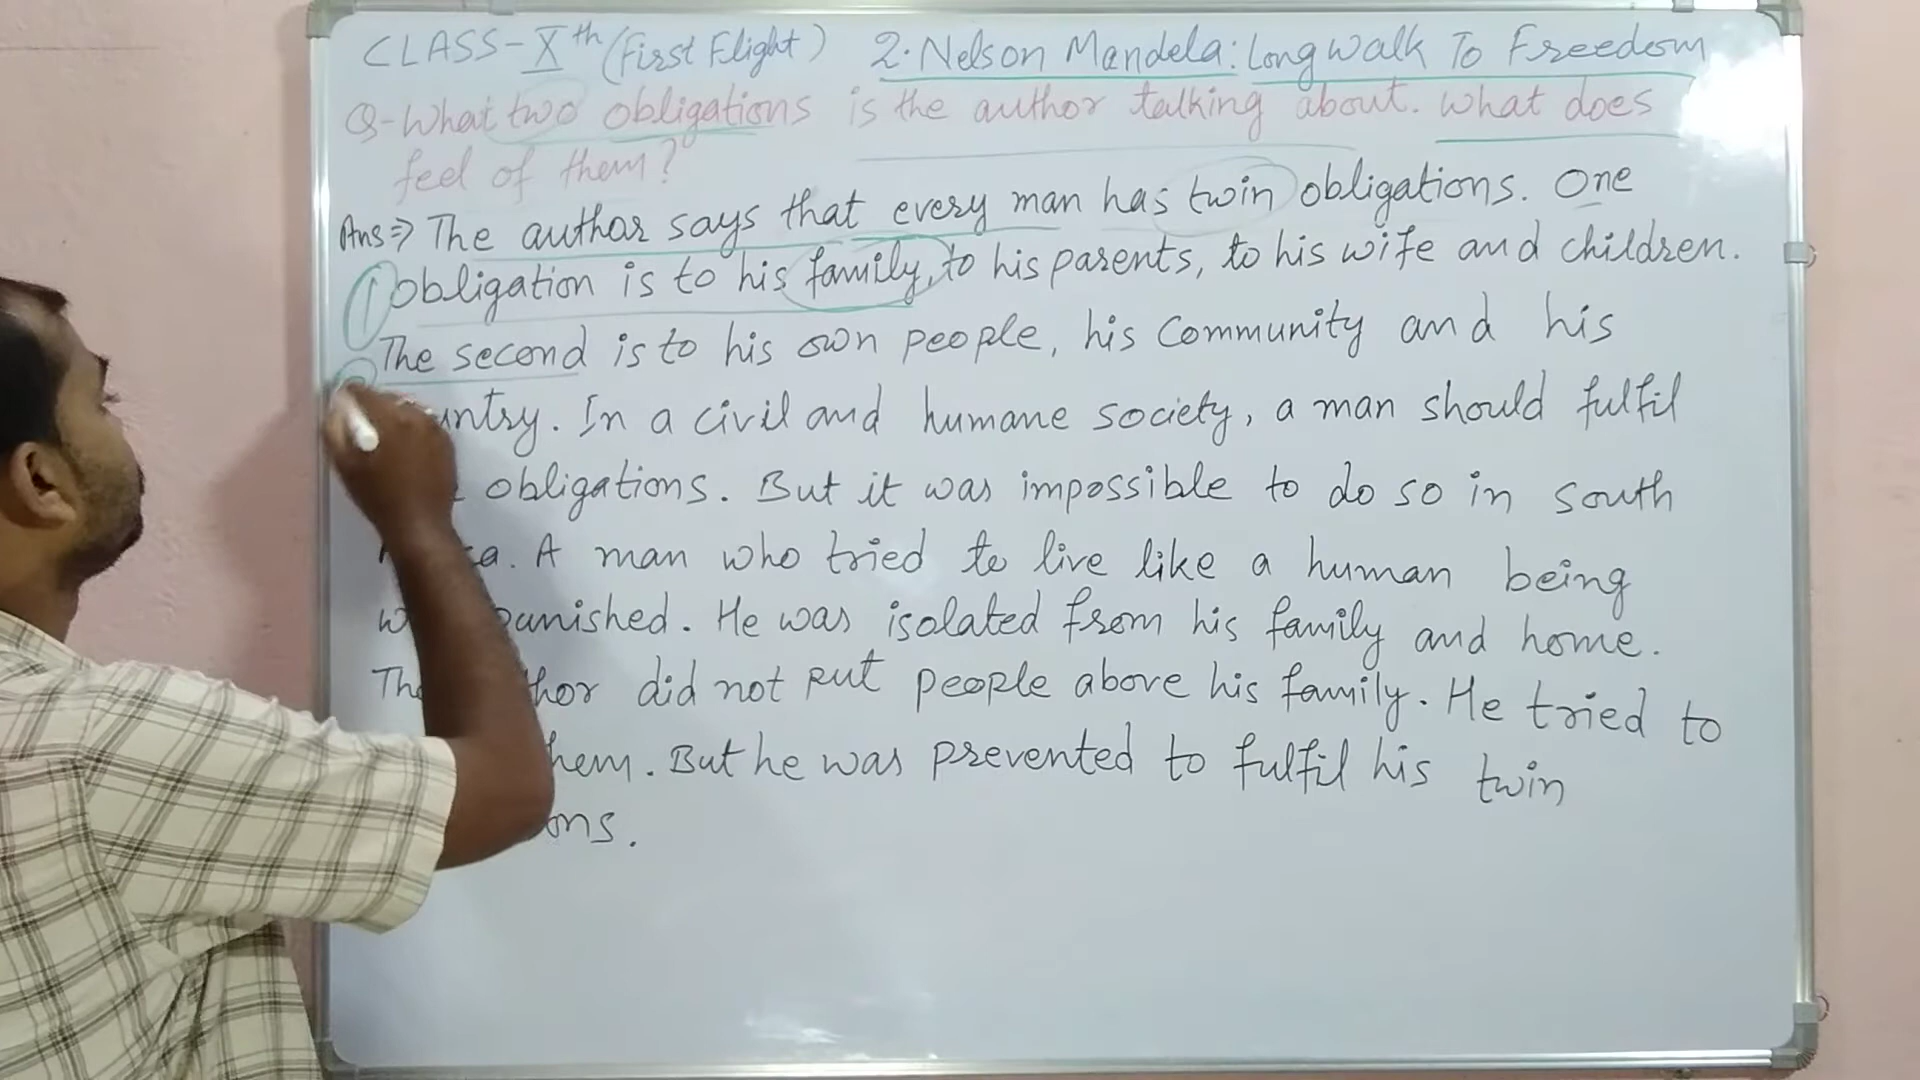 CLASS-Xth (First Flight) 2. Nelson Mandela: Long Walk To Freedom
Q-What two obligations is the author talking about. What does
feel of them?
Ans⇒ The author says that every man has twin obligations. One
① Obligation is to his family, to his parents, to his wife and children.
The second is to his own people, his Community and his
untry. In a civil and humane society, a man should fulfil
obligations. But it was impossible to do so in South
a. A man who tried to live like a human being
w punished. He was isolated from his family and home.
Th hor did not put people above his family. He tried to
hem. But he was prevented to fulfil his twin
ons.